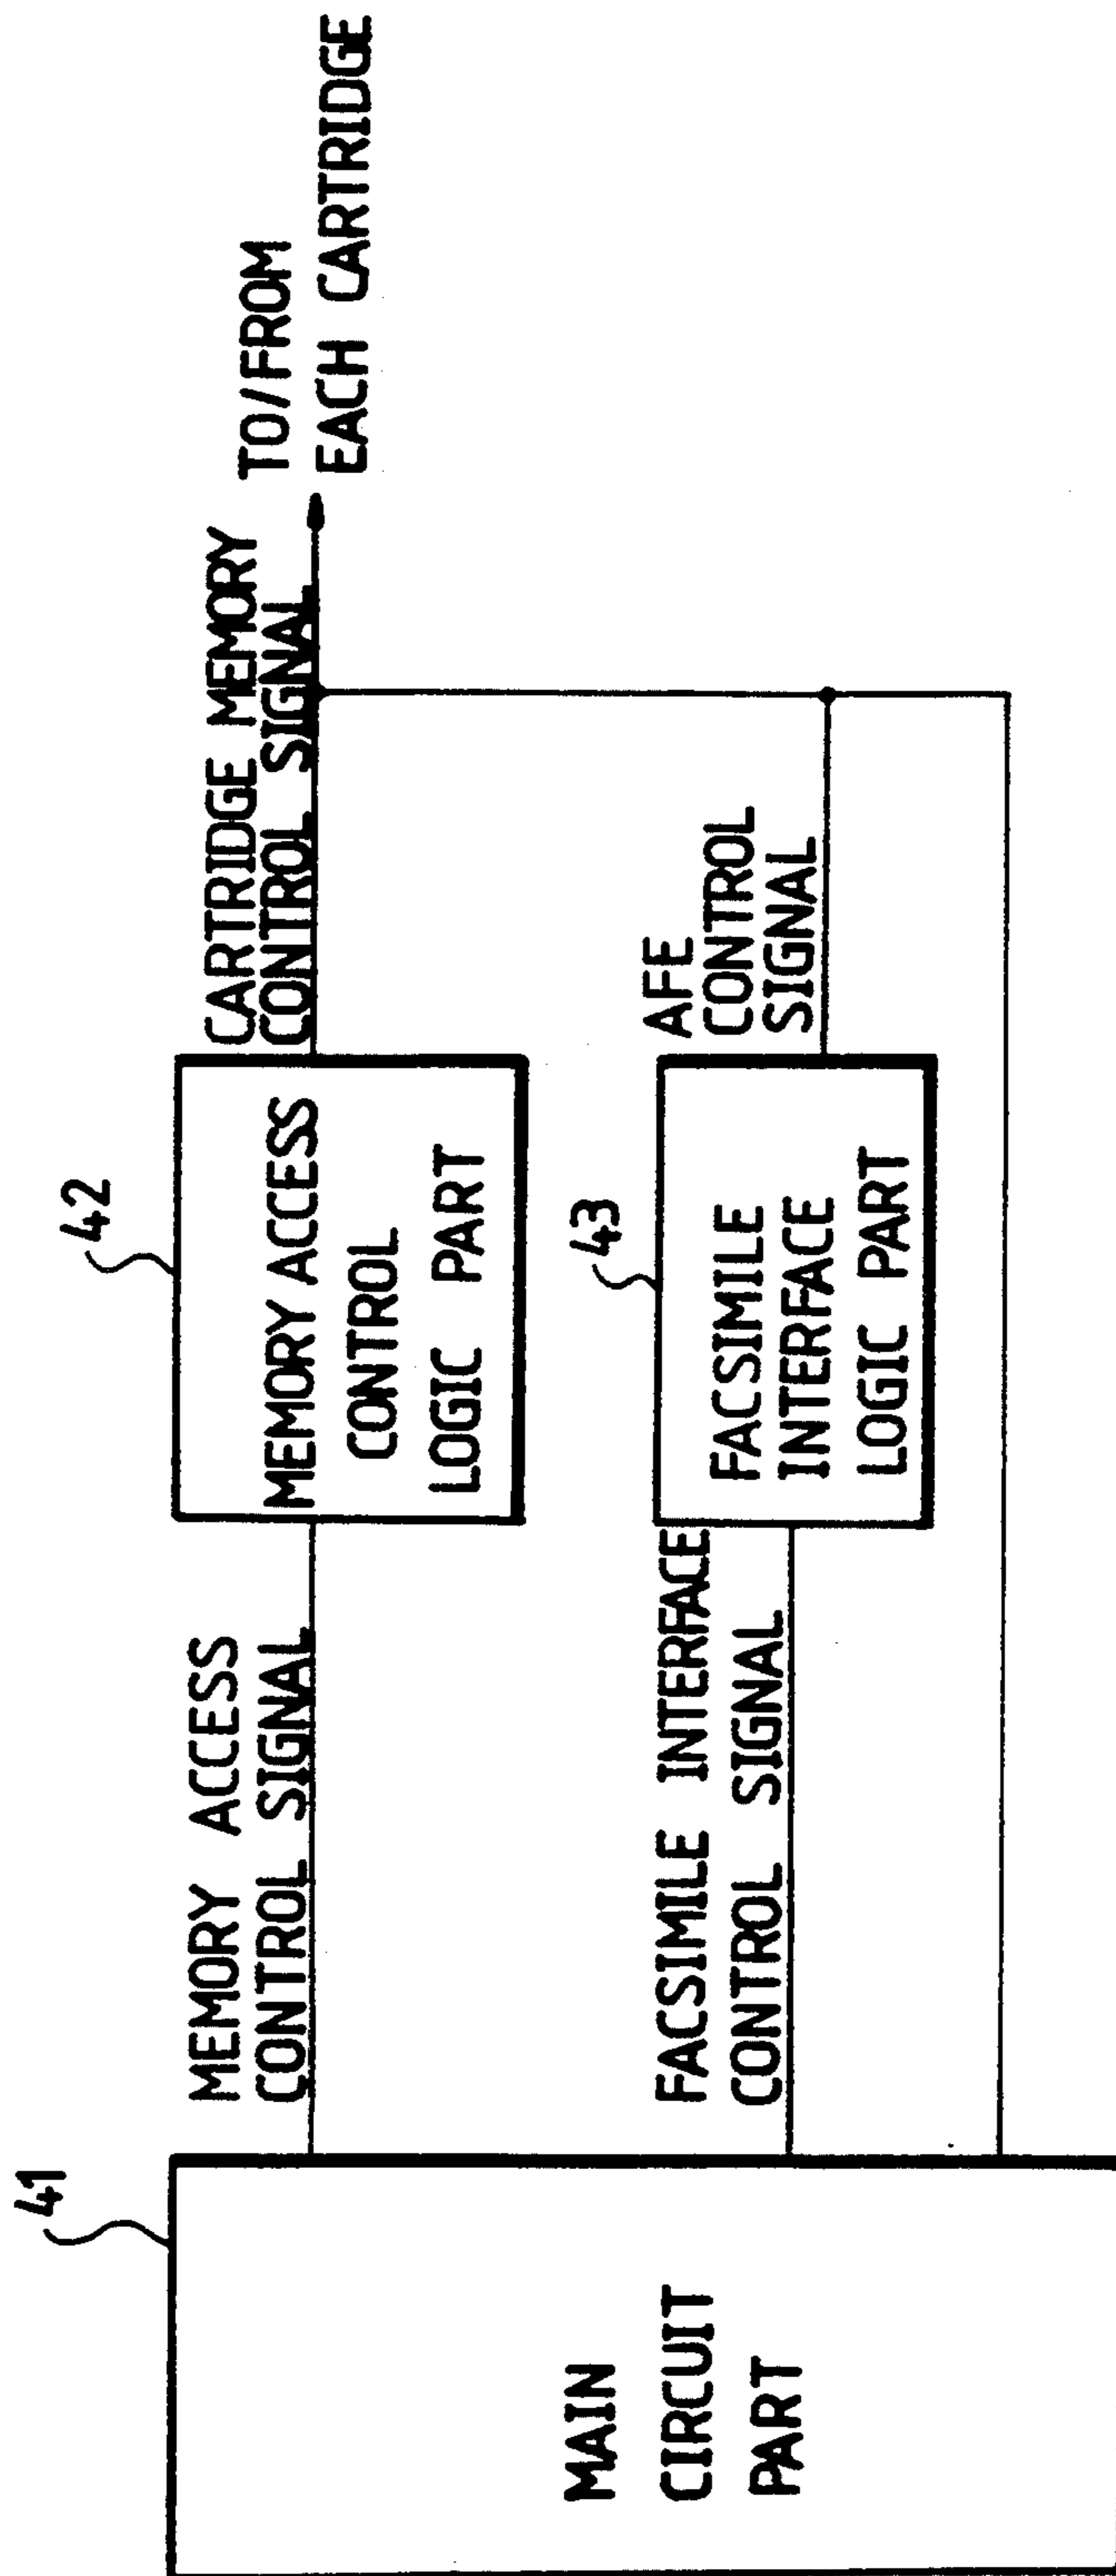 41
MAIN
CIRCUIT
PART
MEMORY ACCESS
CONTROL SIGNAL
FACSIMILE INTERFACE
CONTROL SIGNAL
42
MEMORY ACCESS
CONTROL
LOGIC PART
43
FACSIMILE
INTERFACE
LOGIC PART
CARTRIDGE MEMORY
CONTROL SIGNAL
AFE
CONTROL
SIGNAL
TO/FROM
EACH CARTRIDGE